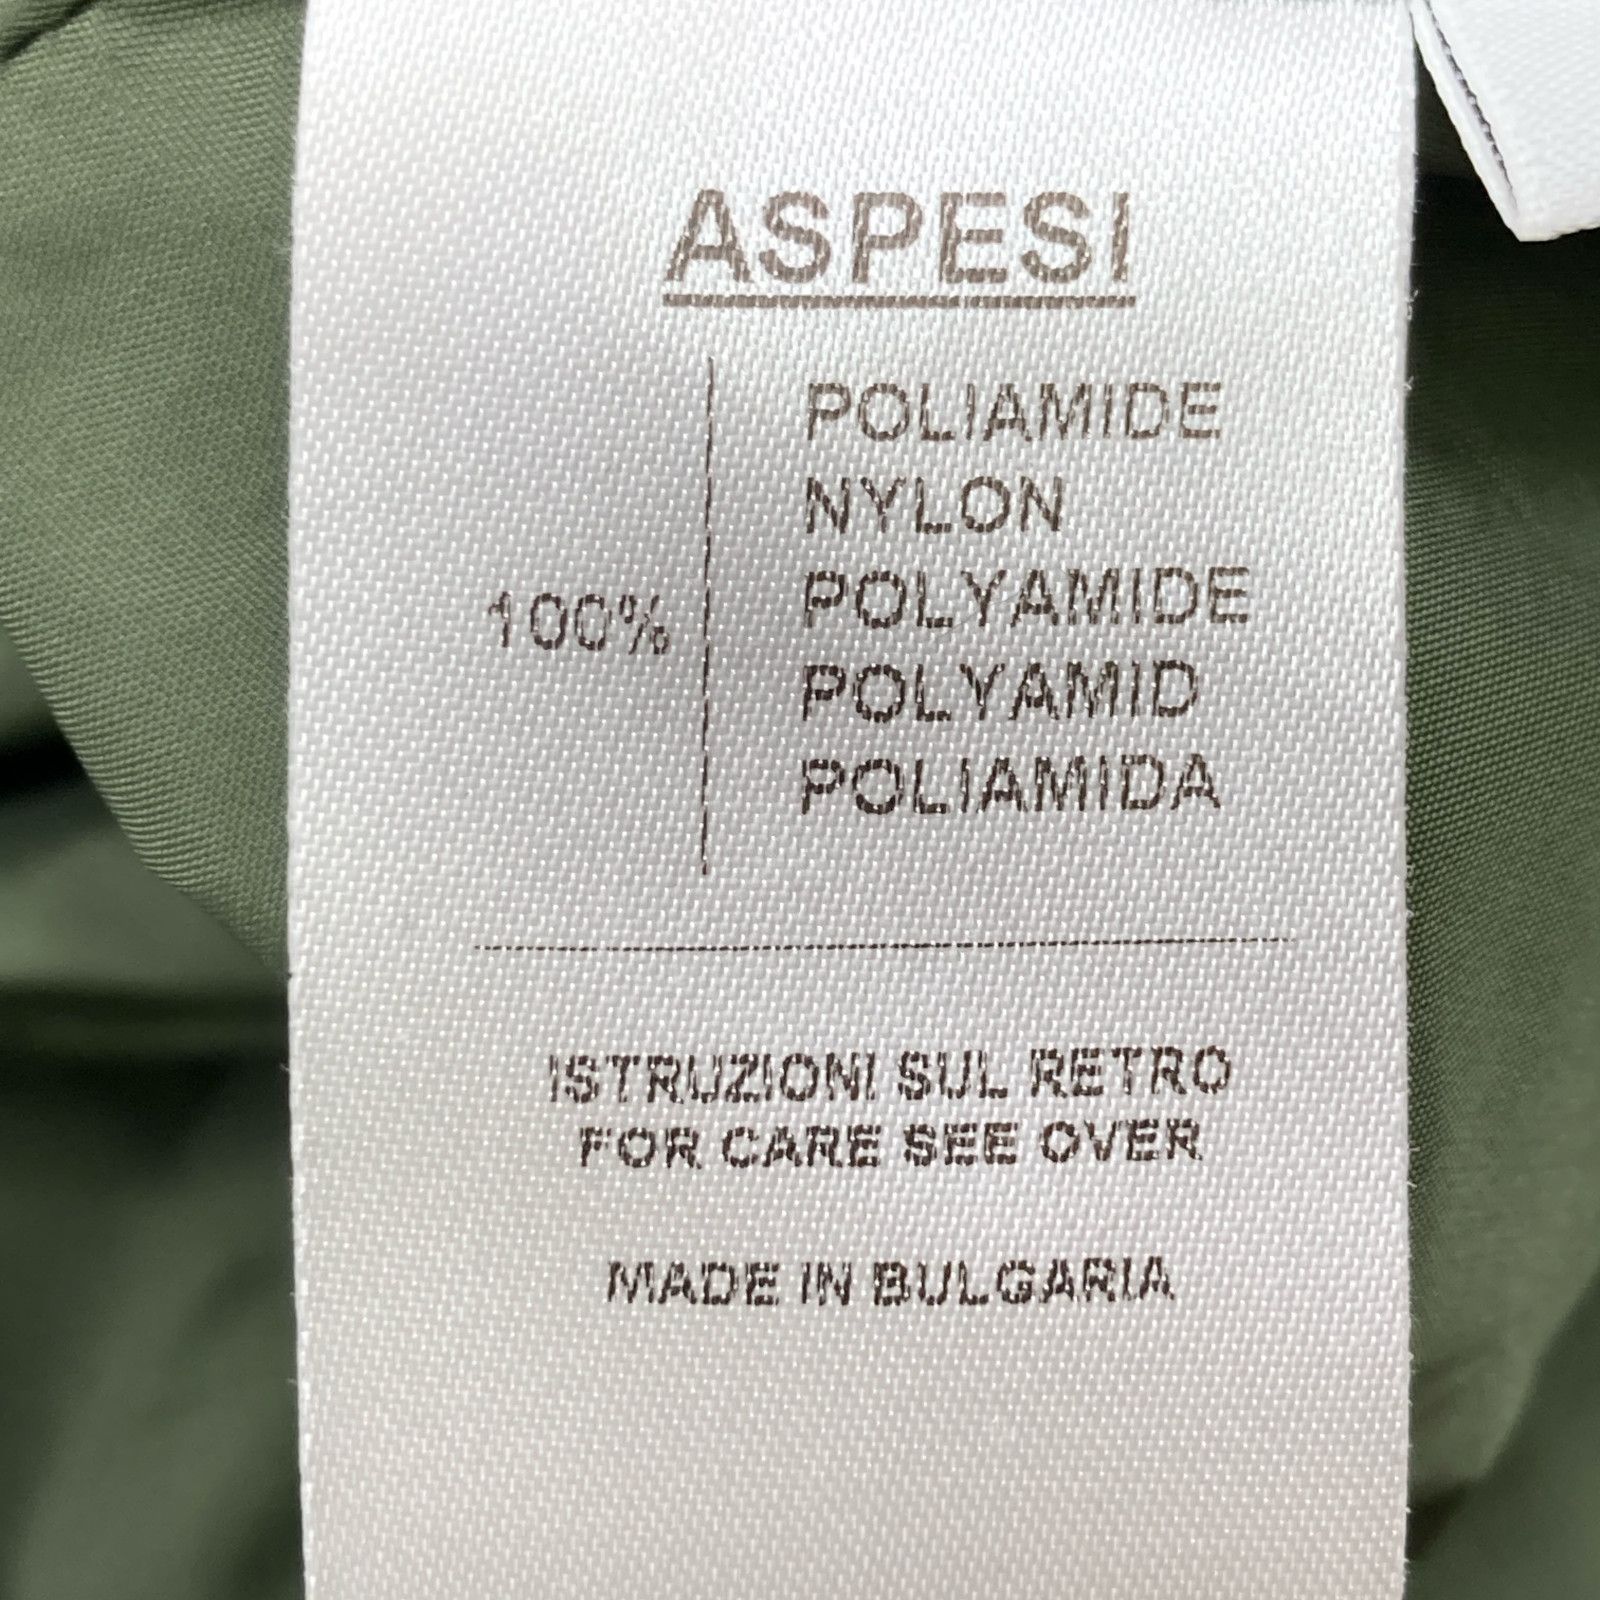 ASPESI
POLIAMIDE
NYLON
100% POLYAMIDE
POLYAMID
POLIAMIDA
ISTRUZIONI SUL RETRO
FOR CARE SEE OVER
MADE IN BULGARIA